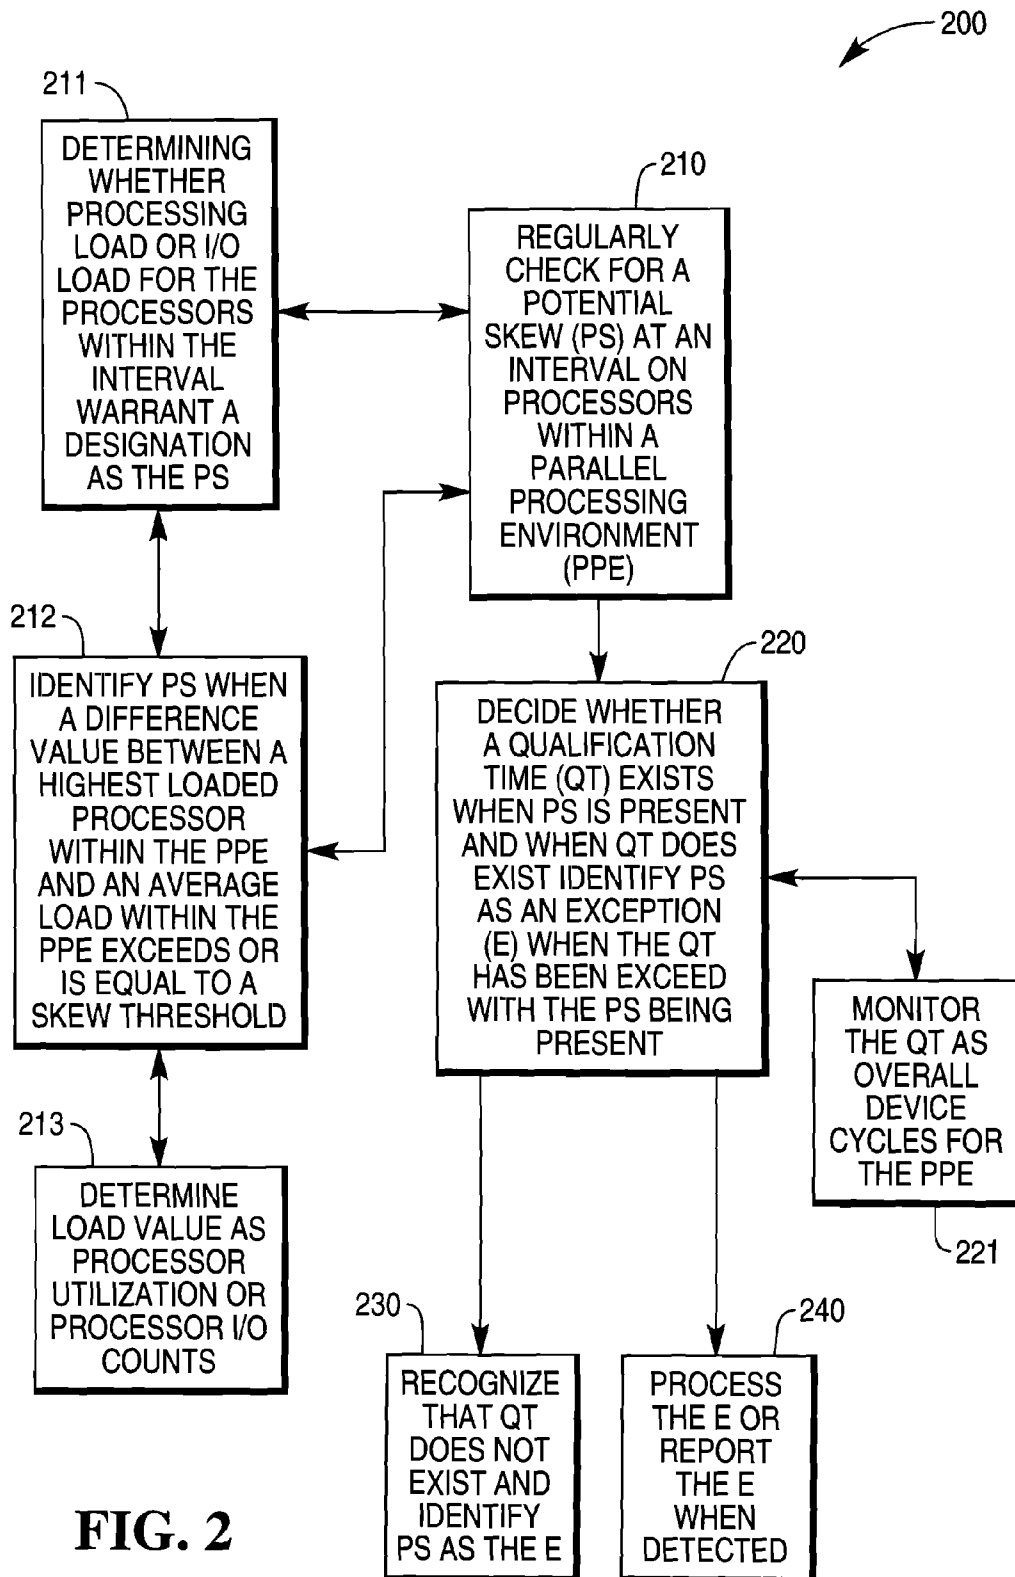 200
211
DETERMINING
WHETHER
PROCESSING
LOAD OR I/O
LOAD FOR THE
PROCESSORS
WITHIN THE
INTERVAL
WARRANT A
DESIGNATION
AS THE PS
210
REGULARLY
CHECK FOR A
POTENTIAL
SKEW (PS) AT AN
INTERVAL ON
PROCESSORS
WITHIN A
PARALLEL
PROCESSING
ENVIRONMENT
(PPE)
212
IDENTIFY PS WHEN
A DIFFERENCE
VALUE BETWEEN A
HIGHEST LOADED
PROCESSOR
WITHIN THE PPE
AND AN AVERAGE
LOAD WITHIN THE
PPE EXCEEDS OR
IS EQUAL TO A
SKEW THRESHOLD
220
DECIDE WHETHER
A QUALIFICATION
TIME (QT) EXISTS
WHEN PS IS PRESENT
AND WHEN QT DOES
EXIST IDENTIFY PS
AS AN EXCEPTION
(E) WHEN THE QT
HAS BEEN EXCEED
WITH THE PS BEING
PRESENT
MONITOR
THE QT AS
OVERALL
DEVICE
CYCLES FOR
THE PPE
221
213
DETERMINE
LOAD VALUE AS
PROCESSOR
UTILIZATION OR
PROCESSOR I/O
COUNTS
230
RECOGNIZE
THAT QT
DOES NOT
EXIST AND
IDENTIFY
PS AS THE E
240
PROCESS
THE E OR
REPORT
THE E
WHEN
DETECTED
FIG. 2